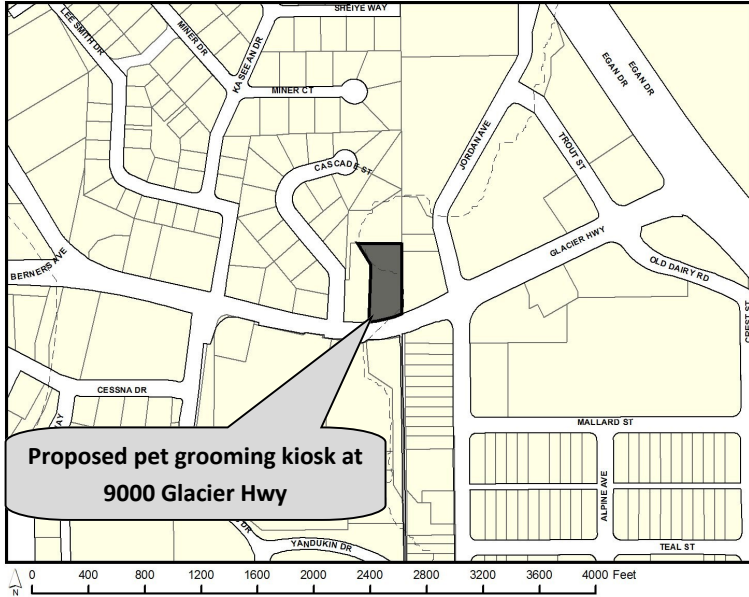 SHEIYE WAY
LEE SMITH DR
MINER DR
KA SEE AN DR
EGAN DR
EGAN DR
MINER CT
JORDAN AVE
TROUT ST
CASCADE ST
GLACIER HWY
BERNERS AVE
OLD DAIRY RD
CREST ST
CESSNA DR
MALLARD ST
Proposed pet grooming kiosk at
9000 Glacier Hwy
ALPINE AVE
YANDUKIN DR
TEAL ST
N
0 400 800 1200 1600 2000 2400 2800 3200 3600 4000 Feet